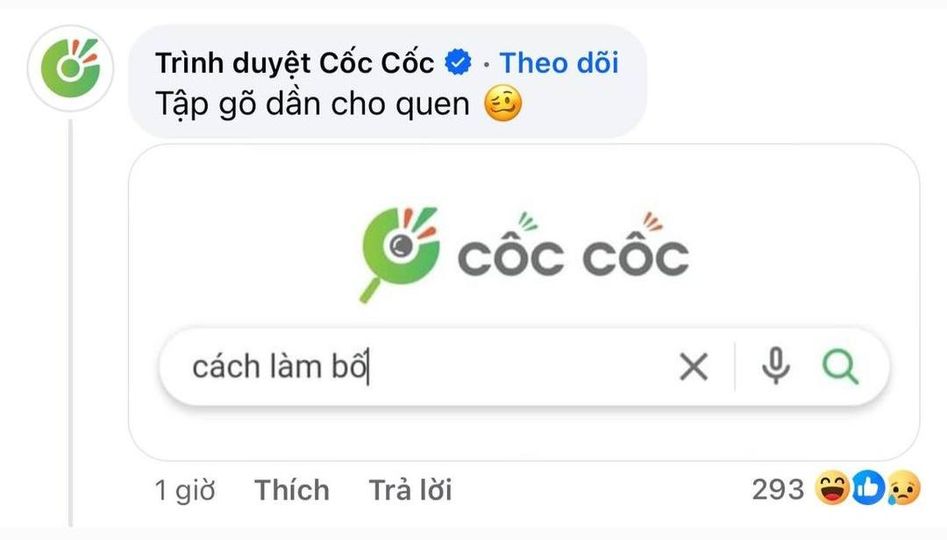 Trình duyệt Cốc Cốc · Theo dõi
Tập gõ dần cho quen 🥴
cốc cốc
cách làm bố
1 giờ Thích Trả lời 293